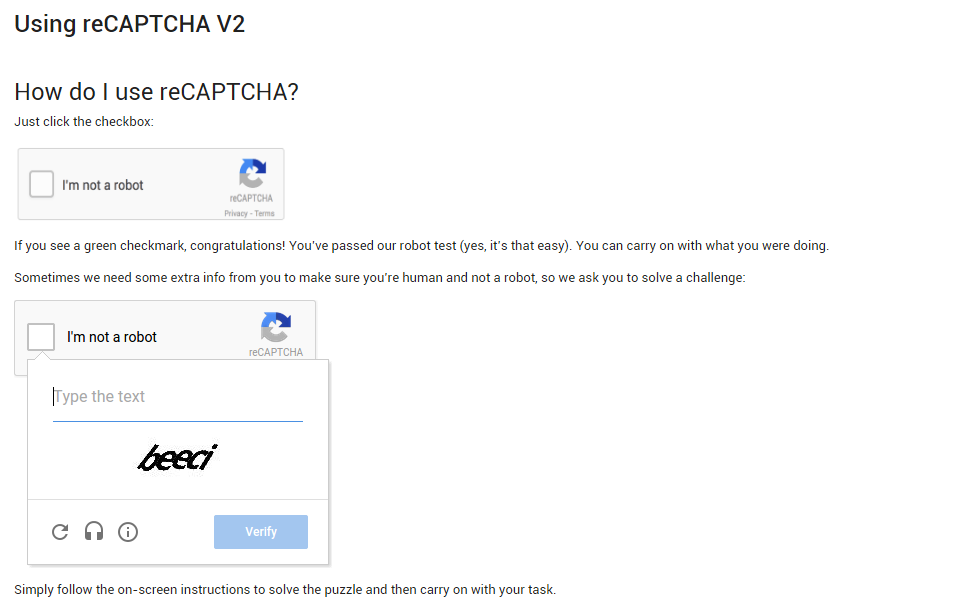 Using reCAPTCHA V2
How do I use reCAPTCHA?
Just click the checkbox:
I'm not a robot
reCAPTCHA
Privacy - Terms
If you see a green checkmark, congratulations! You've passed our robot test (yes, it's that easy). You can carry on with what you were doing.
Sometimes we need some extra info from you to make sure you're human and not a robot, so we ask you to solve a challenge:
I'm not a robot
reCAPTCHA
Type the text
beeci
Verify
Simply follow the on-screen instructions to solve the puzzle and then carry on with your task.